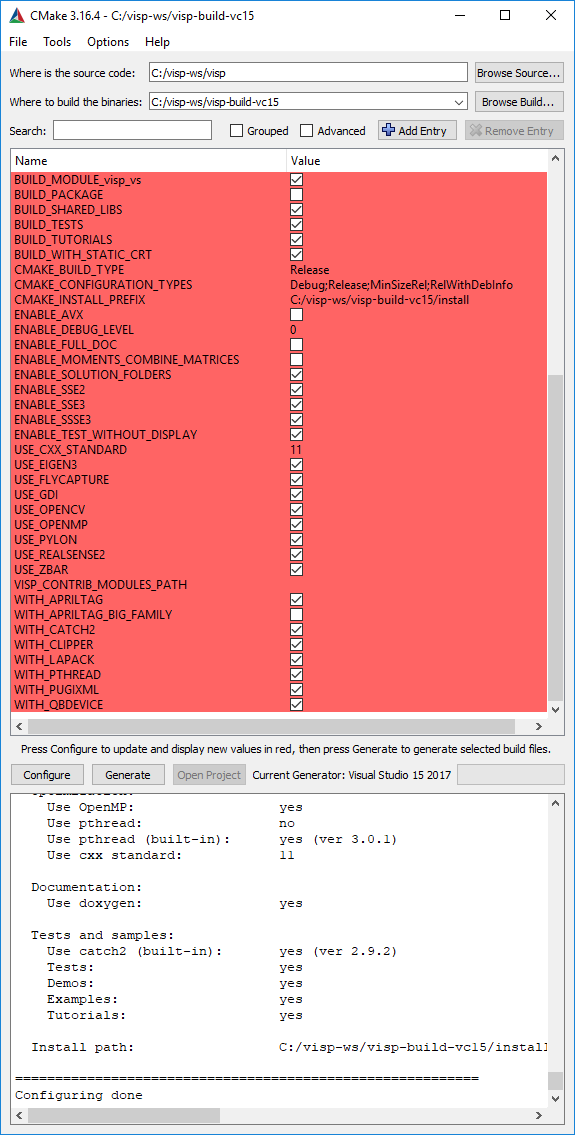 CMake 3.16.4 - C:/visp-ws/visp-build-vc15
File Tools Options Help
Where is the source code: C:/visp-ws/visp Browse Source...
Where to build the binaries: C:/visp-ws/visp-build-vc15 Browse Build...
Search: Grouped Advanced Add Entry Remove Entry
Name Value
BUILD_MODULE_visp_vs
BUILD_PACKAGE
BUILD_SHARED_LIBS
BUILD_TESTS
BUILD_TUTORIALS
BUILD_WITH_STATIC_CRT
CMAKE_BUILD_TYPE Release
CMAKE_CONFIGURATION_TYPES Debug;Release;MinSizeRel;RelWithDebInfo
CMAKE_INSTALL_PREFIX C:/visp-ws/visp-build-vc15/install
ENABLE_AVX
ENABLE_DEBUG_LEVEL 0
ENABLE_FULL_DOC
ENABLE_MOMENTS_COMBINE_MATRICES
ENABLE_SOLUTION_FOLDERS
ENABLE_SSE2
ENABLE_SSE3
ENABLE_SSSE3
ENABLE_TEST_WITHOUT_DISPLAY
USE_CXX_STANDARD 11
USE_EIGEN3
USE_FLYCAPTURE
USE_GDI
USE_OPENCV
USE_OPENMP
USE_PYLON
USE_REALSENSE2
USE_ZBAR
VISP_CONTRIB_MODULES_PATH
WITH_APRILTAG
WITH_APRILTAG_BIG_FAMILY
WITH_CATCH2
WITH_CLIPPER
WITH_LAPACK
WITH_PTHREAD
WITH_PUGIXML
WITH_QBDEVICE
Press Configure to update and display new values in red, then press Generate to generate selected build files.
Configure Generate Open Project Current Generator: Visual Studio 15 2017
Use OpenMP: yes
Use pthread: no
Use pthread (built-in): yes (ver 3.0.1)
Use cxx standard: 11
Documentation:
Use doxygen: yes
Tests and samples:
Use catch2 (built-in): yes (ver 2.9.2)
Tests: yes
Demos: yes
Examples: yes
Tutorials: yes
Install path: C:/visp-ws/visp-build-vc15/install
==========================================================
Configuring done